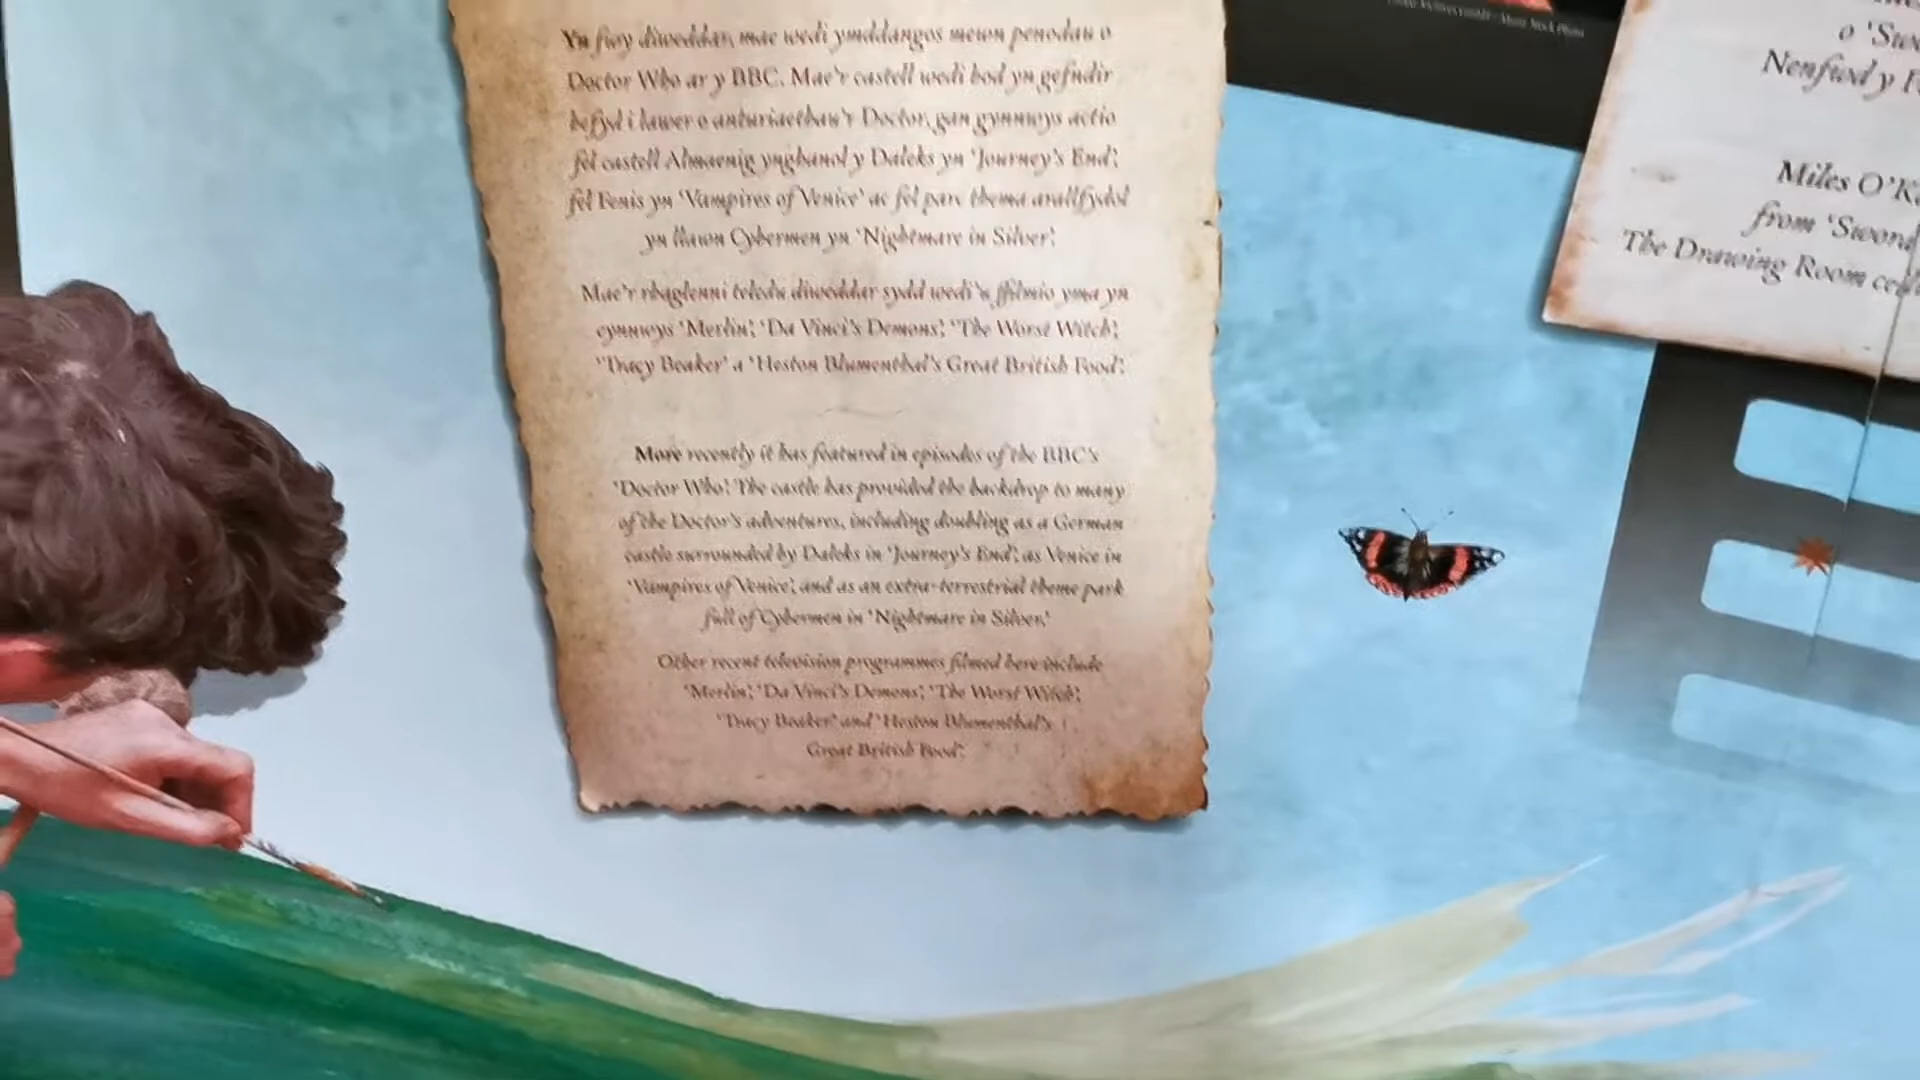 Yn fwy diweddar, mae wedi ymddangos mewn penodau o
Doctor Who ar y BBC. Mae'r castell wedi bod yn gefndir
hefyd i lawer o anturiaethau'r Doctor, gan gynnwys actio
fel castell Almaenig ynghanol y Daleks yn 'Journey's End',
fel Fenis yn 'Vampires of Venice' ac fel parc thema arallfydol
yn llawn Cybermen yn 'Nightmare in Silver'.
Mae'r rhaglenni teledu diweddar sydd wedi'u ffilmio yma yn
cynnwys 'Merlin', 'Da Vinci's Demons', 'The Worst Witch',
'Tracy Beaker' a 'Heston Blumenthal's Great British Food'.
More recently it has featured in episodes of the BBC's
'Doctor Who'. The castle has provided the backdrop to many
of the Doctor's adventures, including doubling as a German
castle surrounded by Daleks in 'Journey's End', as Venice in
'Vampires of Venice', and as an extra-terrestrial theme park
full of Cybermen in 'Nightmare in Silver.'
Other recent television programmes filmed here include
'Merlin', 'Da Vinci's Demons', 'The Worst Witch',
'Tracy Beaker' and 'Heston Blumenthal's
Great British Food'.
o 'Swo
Nenfwd y
Miles O'K
from 'Sword
The Drawing Room ceil